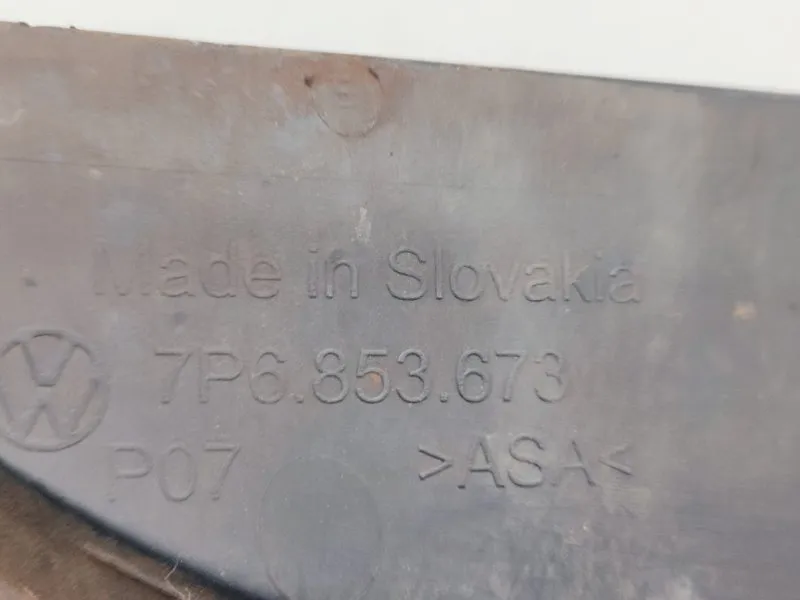 Made in Slovakia
7P6.853.673
P07 >ASA<